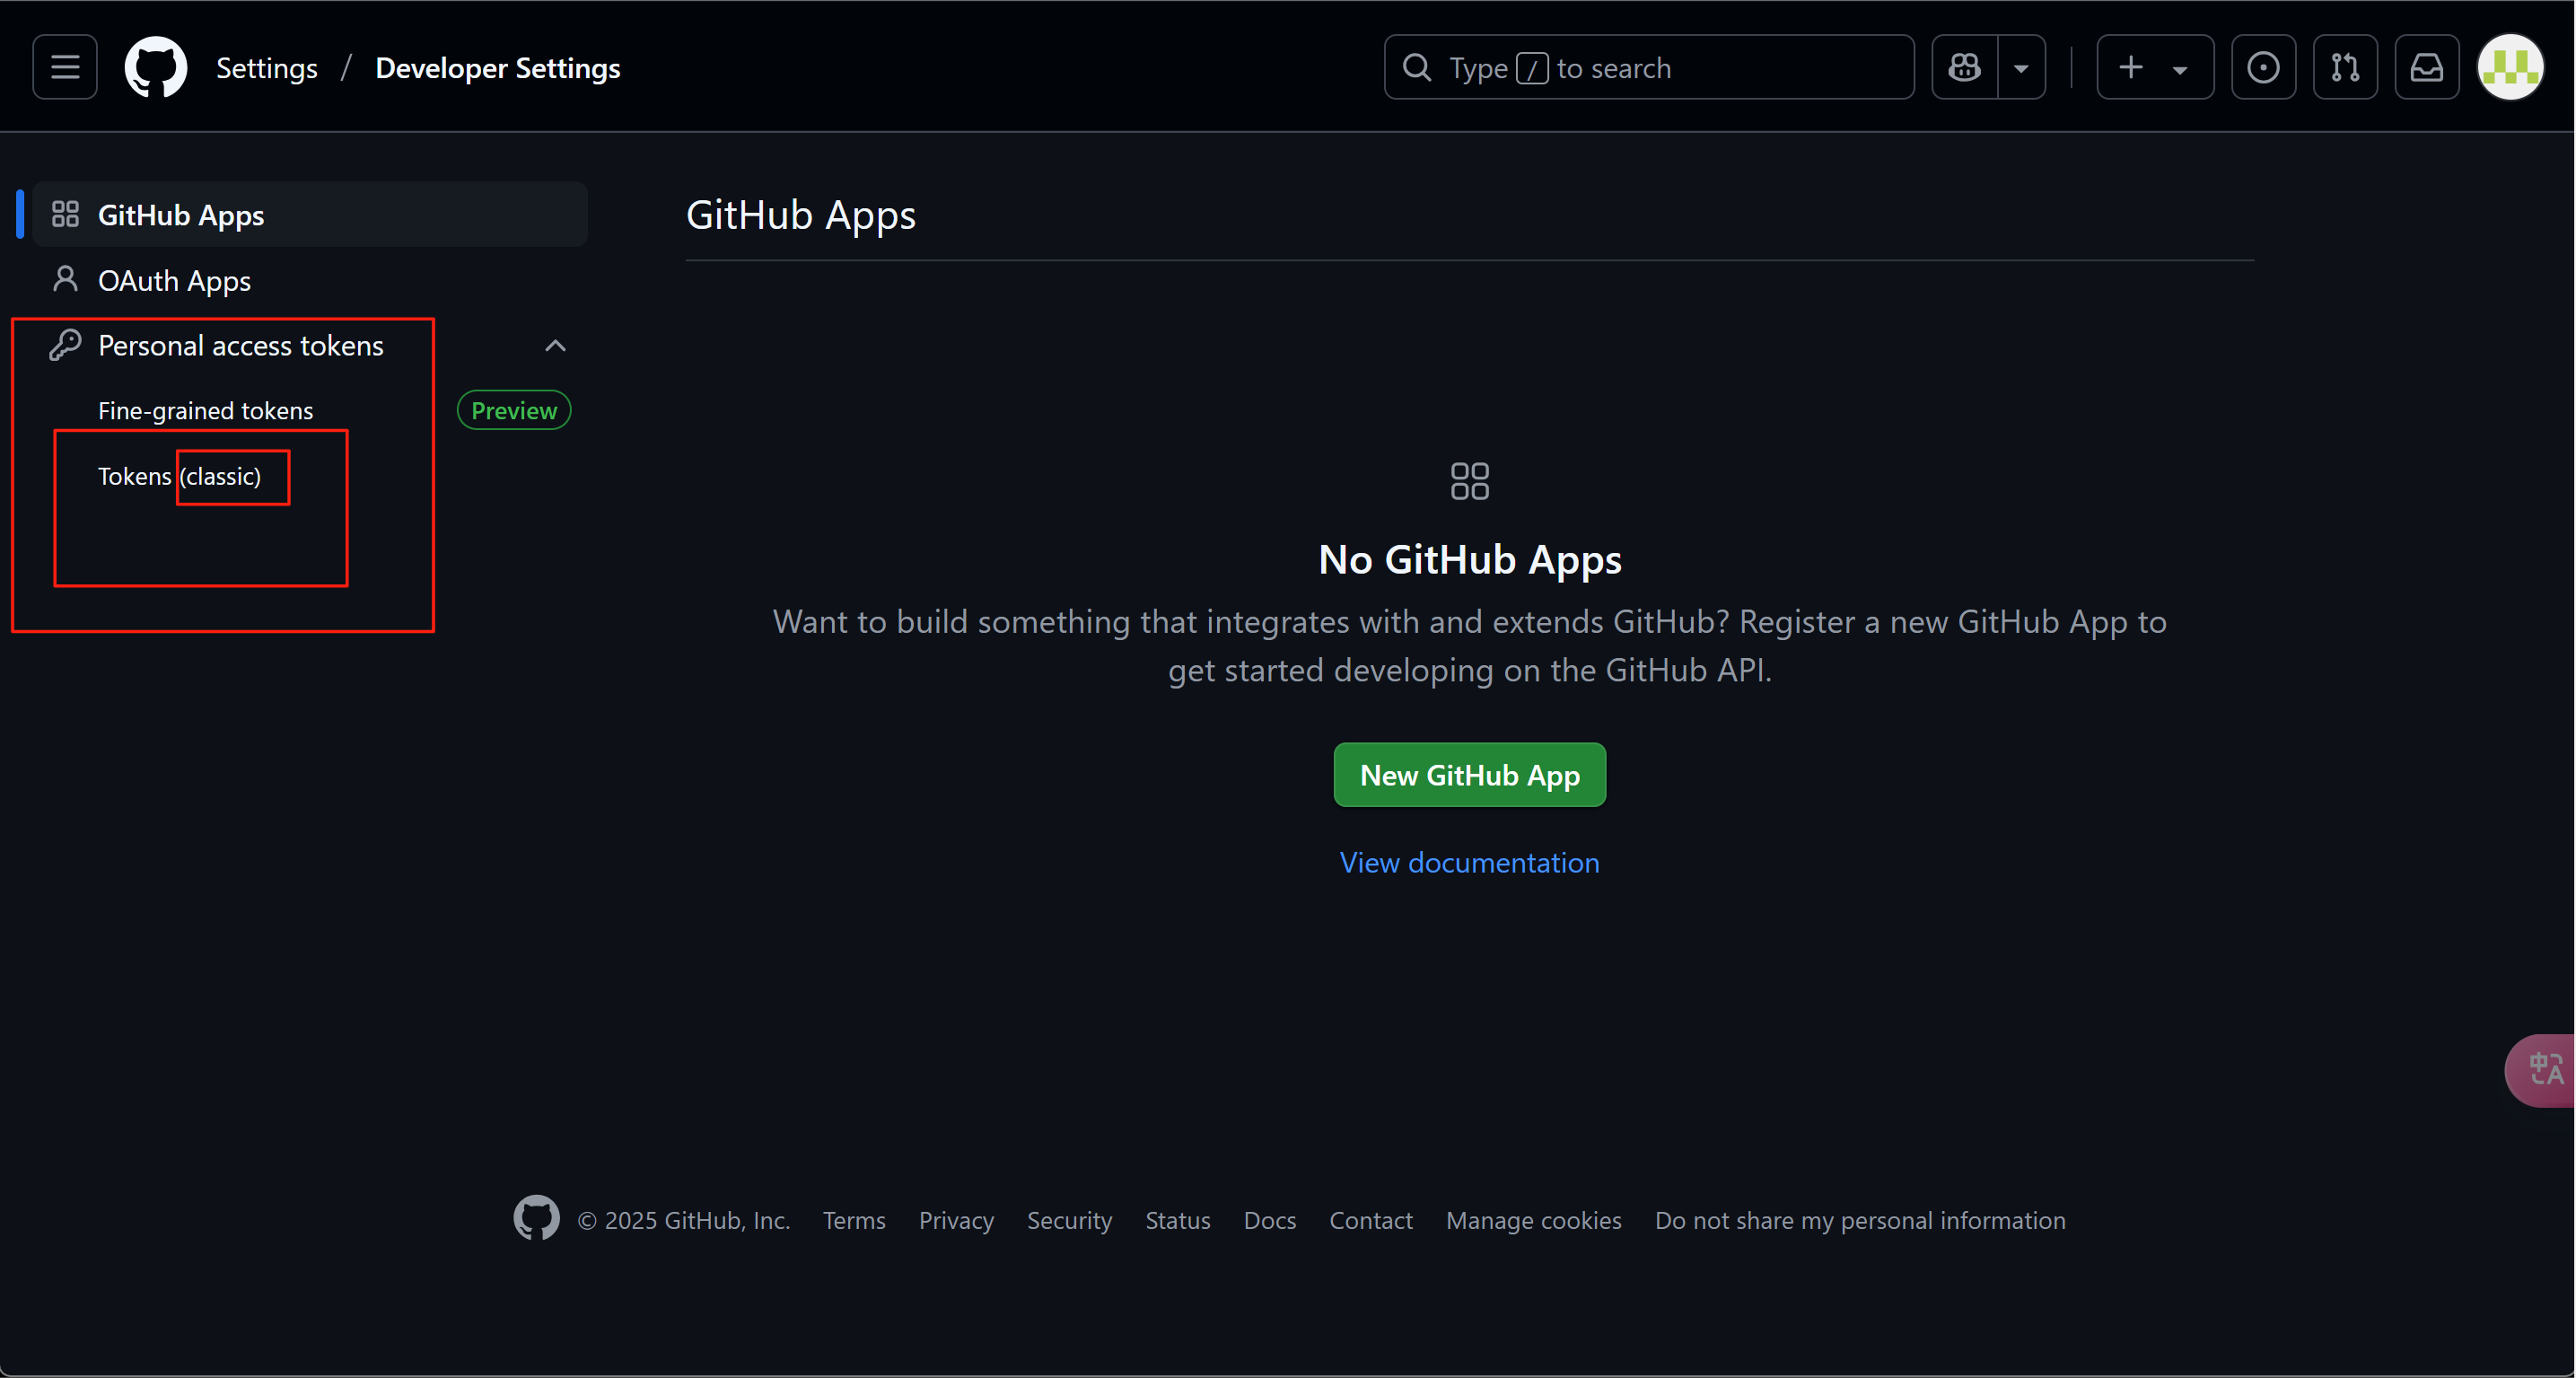 Settings / Developer Settings
Type / to search
GitHub Apps
OAuth Apps
Personal access tokens
Fine-grained tokens
Preview
Tokens (classic)
GitHub Apps
No GitHub Apps
Want to build something that integrates with and extends GitHub? Register a new GitHub App to
get started developing on the GitHub API.
New GitHub App
View documentation
中A
© 2025 GitHub, Inc. Terms Privacy Security Status Docs Contact Manage cookies Do not share my personal information